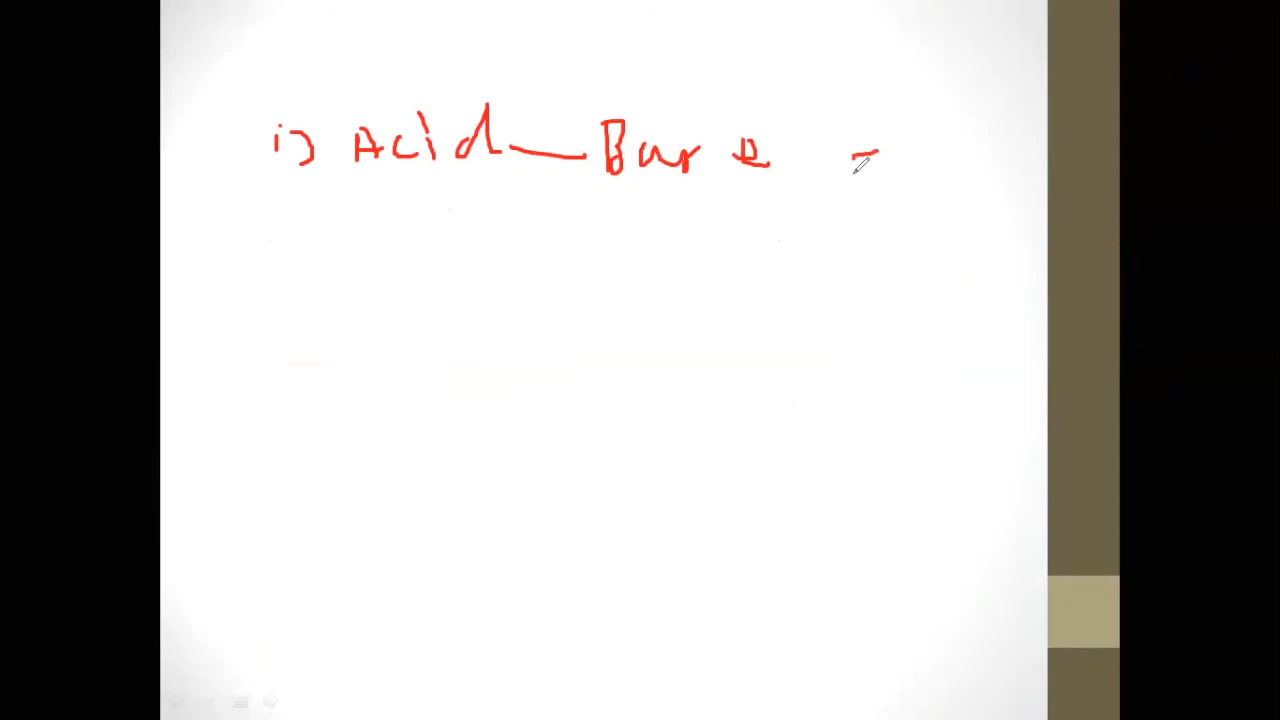 i) Acid — Base -